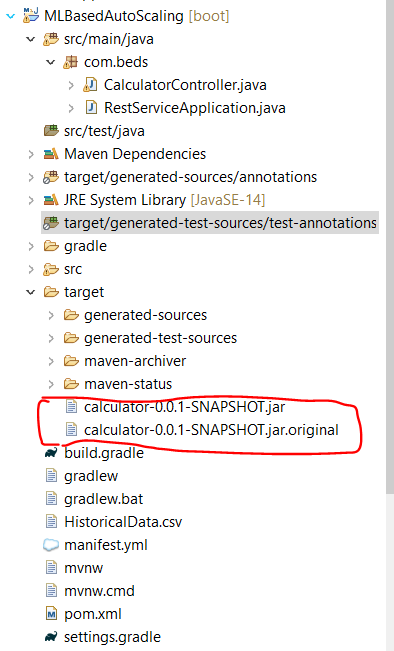 MLBasedAutoScaling [boot]
src/main/java
com.beds
CalculatorController.java
RestServiceApplication.java
src/test/java
Maven Dependencies
target/generated-sources/annotations
JRE System Library [JavaSE-14]
target/generated-test-sources/test-annotations
gradle
src
target
generated-sources
generated-test-sources
maven-archiver
maven-status
calculator-0.0.1-SNAPSHOT.jar
calculator-0.0.1-SNAPSHOT.jar.original
build.gradle
gradlew
gradlew.bat
HistoricalData.csv
manifest.yml
mvnw
mvnw.cmd
pom.xml
settings.gradle